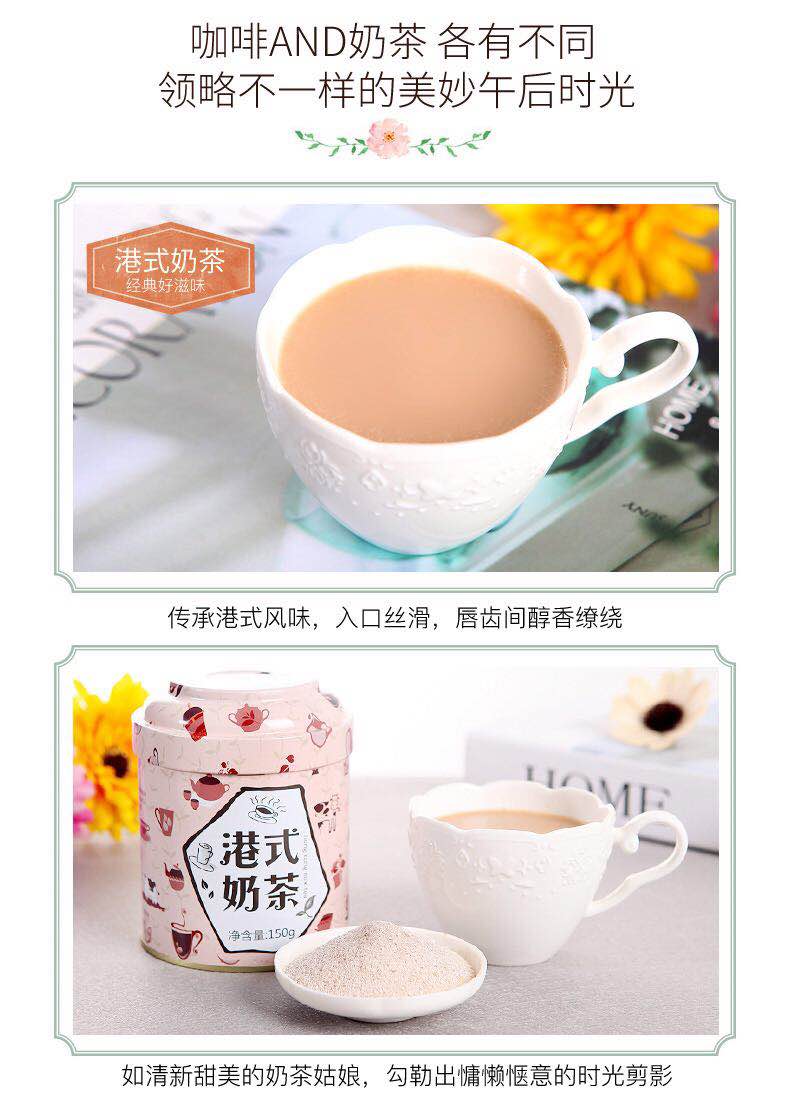 咖啡AND奶茶 各有不同
领略不一样的美妙午后时光
港式奶茶
经典好滋味
CORATION
HOME
传承港式风味，入口丝滑，唇齿间醇香缭绕
HOME
港式
奶茶
净含量:150g
如清新甜美的奶茶姑娘，勾勒出慵懒惬意的时光剪影